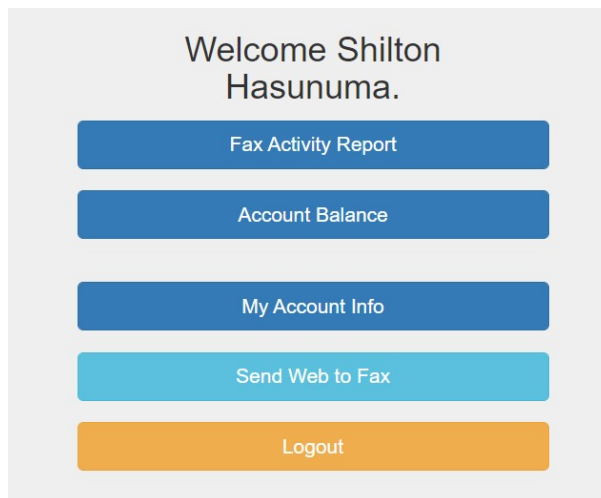 Welcome Shilton
Hasunuma.
Fax Activity Report
Account Balance
My Account Info
Send Web to Fax
Logout